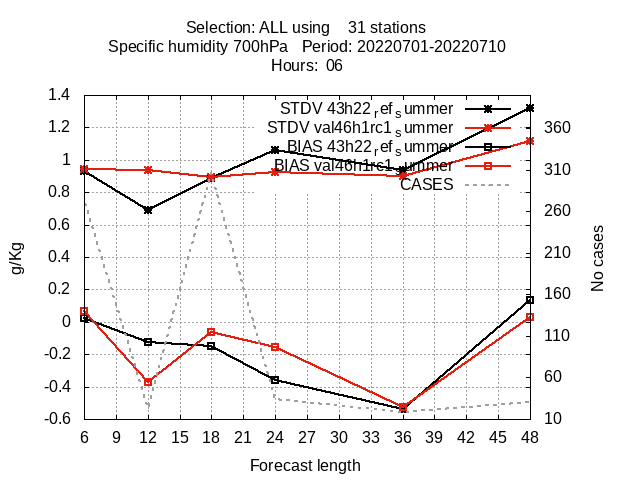 Selection: ALL using 31 stations
Specific humidity 700hPa Period: 20220701-20220710
Hours: 06
1.4
1.2
1
0.8
0.6
0.4
0.2
0
-0.2
-0.4
-0.6
g/Kg
STDV 43h22_ref_summer
STDV val46h1rc1_summer
BIAS 43h22_ref_summer
BIAS val46h1rc1_summer
CASES
360
310
260
210
160
110
60
10
No cases
6 9 12 15 18 21 24 27 30 33 36 39 42 45 48
Forecast length